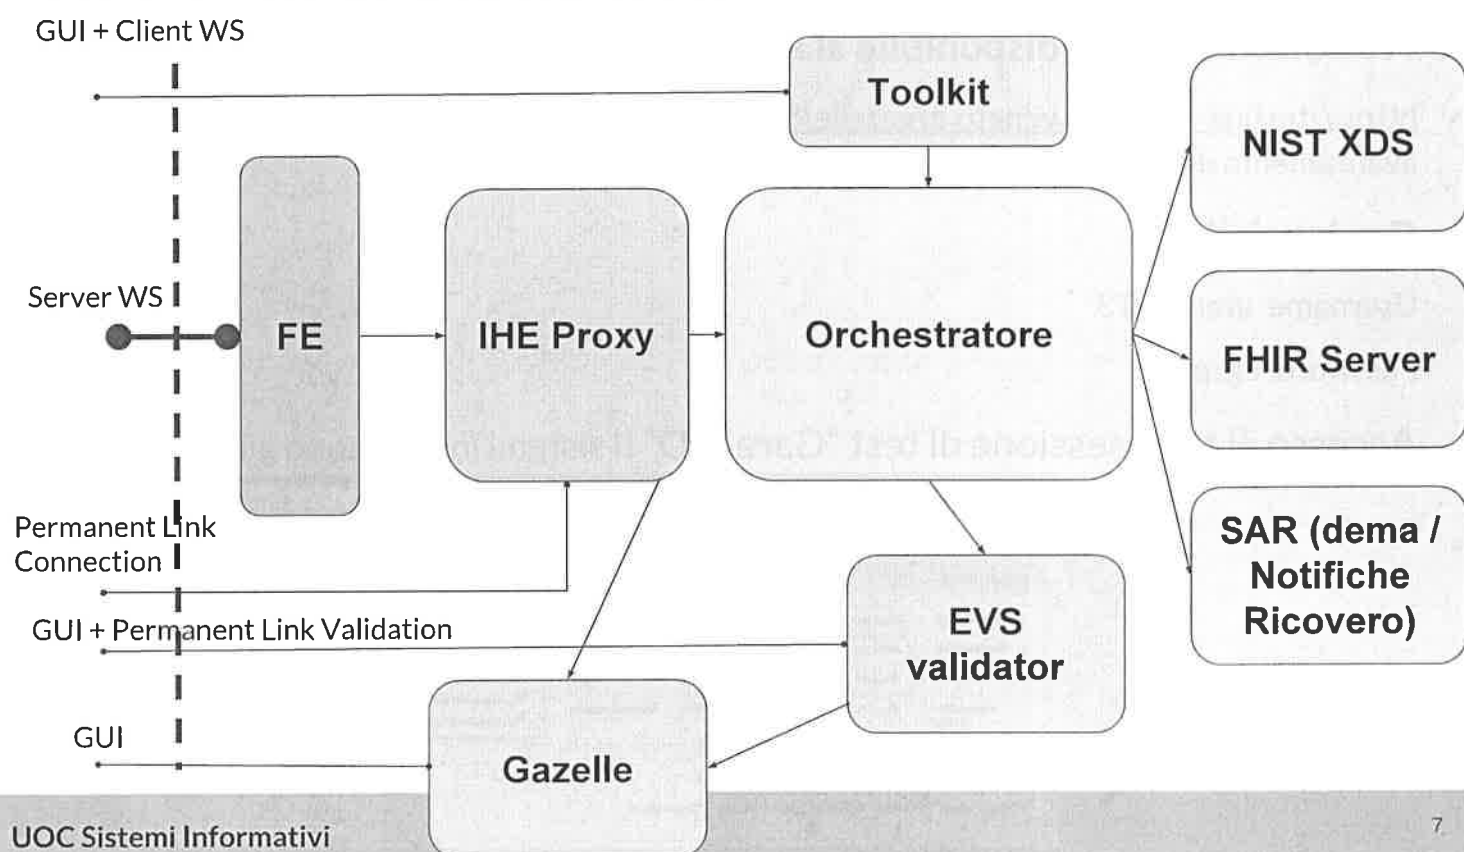 GUI + Client WS
Toolkit
NIST XDS
Server WS
FE
IHE Proxy
Orchestratore
FHIR Server
Permanent Link
Connection
SAR (dema /
Notifiche
Ricovero)
GUI + Permanent Link Validation
EVS
validator
GUI
Gazelle
UOC Sistemi Informativi
7